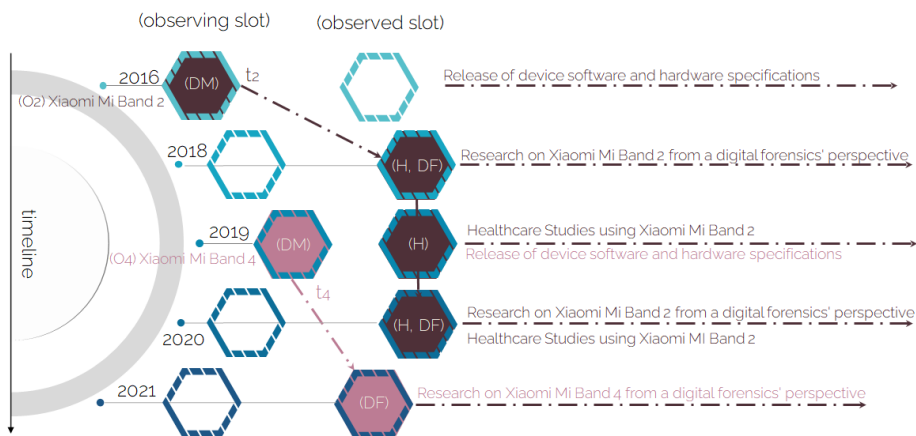 (observing slot)
(observed slot)
2016
(DM)
t2
Release of device software and hardware specifications
(O2) Xiaomi Mi Band 2
2018
(H, DF)
Research on Xiaomi Mi Band 2 from a digital forensics' perspective
timeline
2019
(DM)
(H)
Healthcare Studies using Xiaomi Mi Band 2
(O4) Xiaomi Mi Band 4
Release of device software and hardware specifications
t4
2020
(H, DF)
Research on Xiaomi Mi Band 2 from a digital forensics' perspective
Healthcare Studies using Xiaomi MI Band 2
2021
(DF)
Research on Xiaomi Mi Band 4 from a digital forensics' perspective